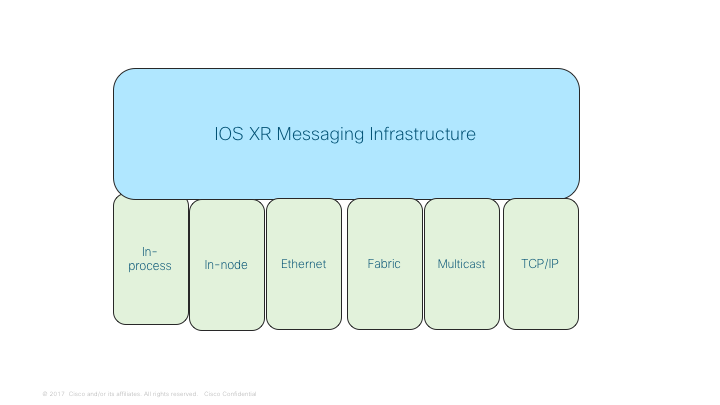 IOS XR Messaging Infrastructure
In-
process
In-node
Ethernet
Fabric
Multicast
TCP/IP
© 2017 Cisco and/or its affiliates. All rights reserved. Cisco Confidential